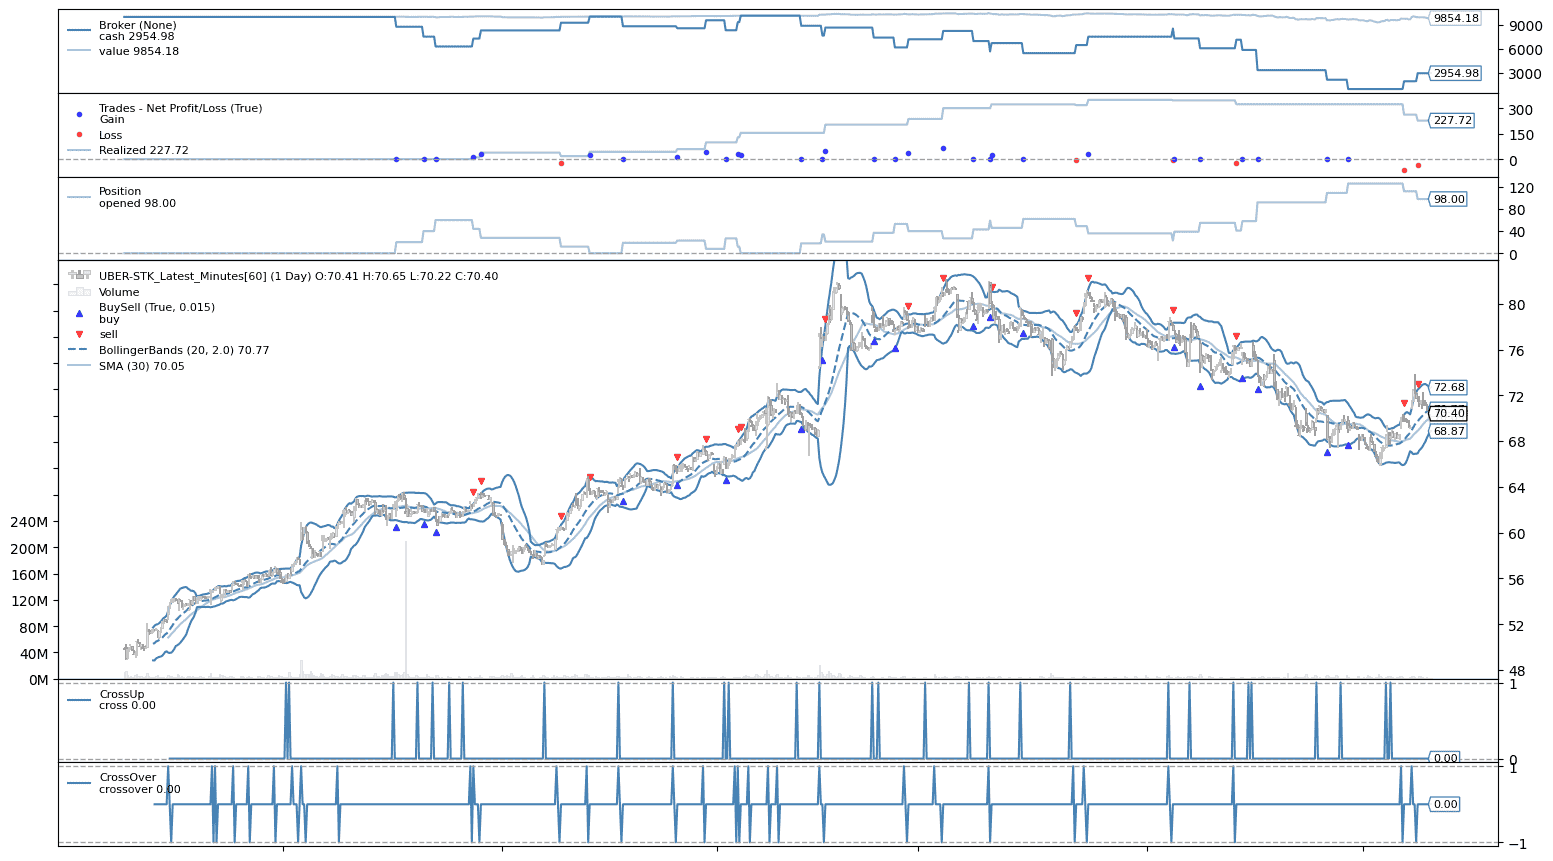 Broker (None)
cash 2954.98
value 9854.18
9854.18
9000
6000
3000
2954.98
Trades - Net Profit/Loss (True)
Gain
Loss
Realized 227.72
300
150
0
227.72
Position
opened 98.00
120
80
40
0
98.00
UBER-STK_Latest_Minutes[60] (1 Day) O:70.41 H:70.65 L:70.22 C:70.40
Volume
BuySell (True, 0.015)
buy
sell
BollingerBands (20, 2.0) 70.77
SMA (30) 70.05
80
76
72
68
64
60
56
52
48
72.68
70.40
68.87
240M
200M
160M
120M
80M
40M
0M
CrossUp
cross 0.00
1
0
0.00
CrossOver
crossover 0.00
1
0.00
−1